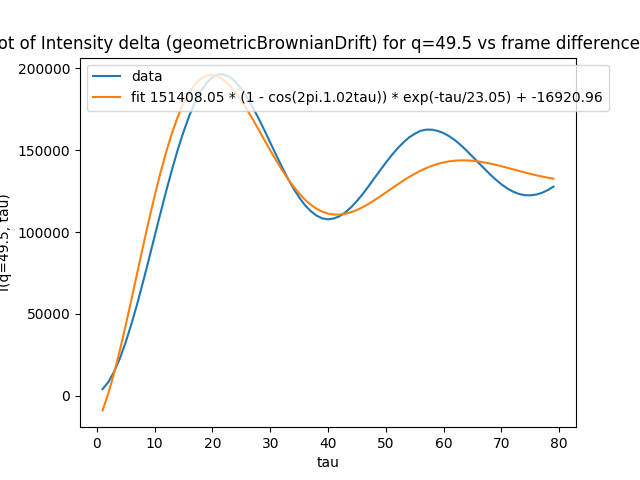 ot of Intensity delta (geometricBrownianDrift) for q=49.5 vs frame difference
data
fit 151408.05 * (1 - cos(2pi.1.02tau)) * exp(-tau/23.05) + -16920.96
200000
150000
100000
50000
0
I(q=49.5, tau)
0 10 20 30 40 50 60 70 80
tau